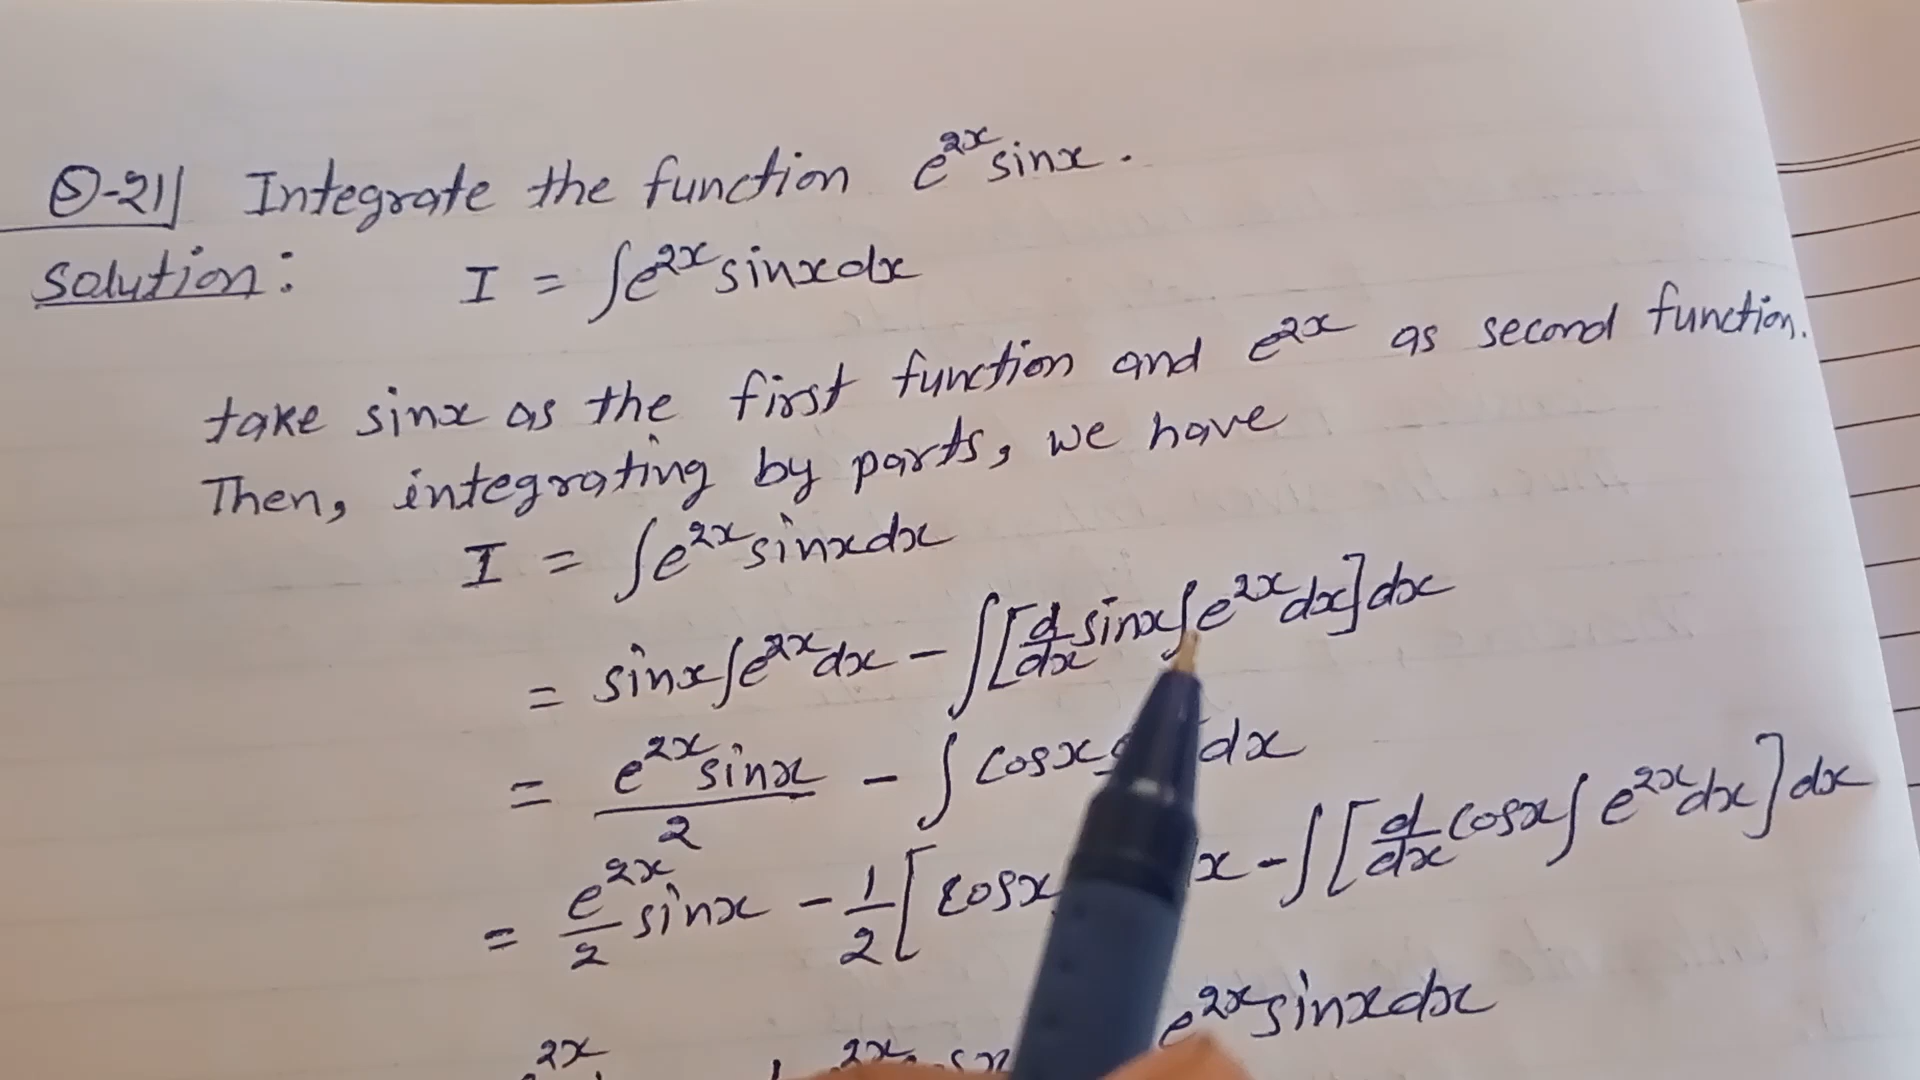 Q-21| Integrate the function e^2x sinx.
Solution: I = ∫e^2x sinx dx
take sinx as the first function and e^2x as second function.
Then, integrating by parts, we have
I = ∫e^2x sinx dx
= sinx∫e^2x dx - ∫[d/dx sinx∫e^2x dx] dx
= e^2x sinx/2 - ∫ cosx dx
= e^2x/2 sinx - 1/2 [cosx x - ∫[d/dx cosx∫ e^2x dx] dx
e^2x sinx dx
2x 2x